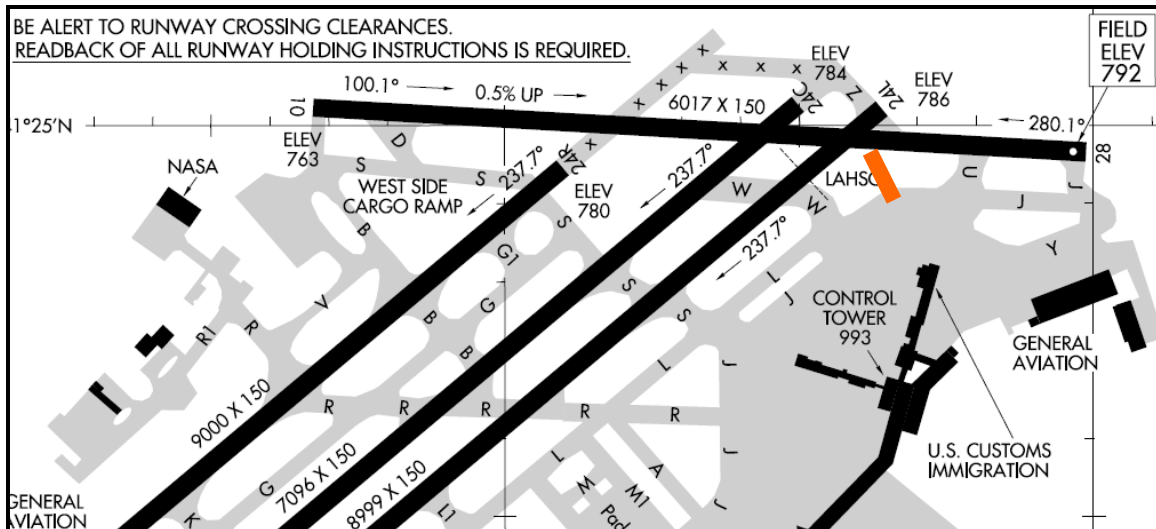 BE ALERT TO RUNWAY CROSSING CLEARANCES.
READBACK OF ALL RUNWAY HOLDING INSTRUCTIONS IS REQUIRED.
FIELD
ELEV
792
ELEV
784
ELEV
786
x
x
x
x
x
x
x
x
Z
24C
24L
100.1°
0.5% UP
6017 X 150
10
280.1°
28
1°25'N
ELEV
763
D
S
S
24R
237.7°
237.7°
NASA
WEST SIDE
CARGO RAMP
ELEV
780
W
W
LAHSO
U
J
J
B
G1
S
237.7°
Y
V
B
G
S
L
J
R1
R
B
S
CONTROL
TOWER
993
GENERAL
AVIATION
L
J
9000 X 150
R
R
R
R
R
7096 X 150
8999 X 150
G
K
L
A
J
M
M1
Pad
L1
J
U.S. CUSTOMS
IMMIGRATION
GENERAL
AVIATION